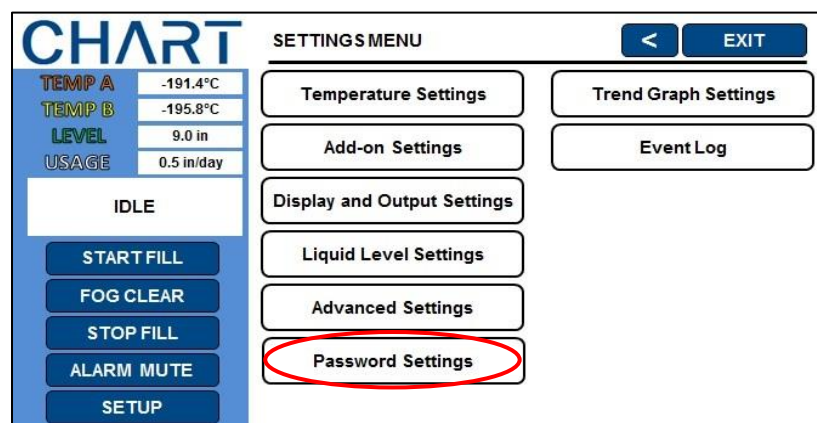 CHART
SETTINGS MENU
<
EXIT
TEMP A -191.4°C
TEMP B -195.8°C
LEVEL 9.0 in
USAGE 0.5 in/day
IDLE
START FILL
FOG CLEAR
STOP FILL
ALARM MUTE
SETUP
Temperature Settings
Add-on Settings
Display and Output Settings
Liquid Level Settings
Advanced Settings
Password Settings
Trend Graph Settings
Event Log